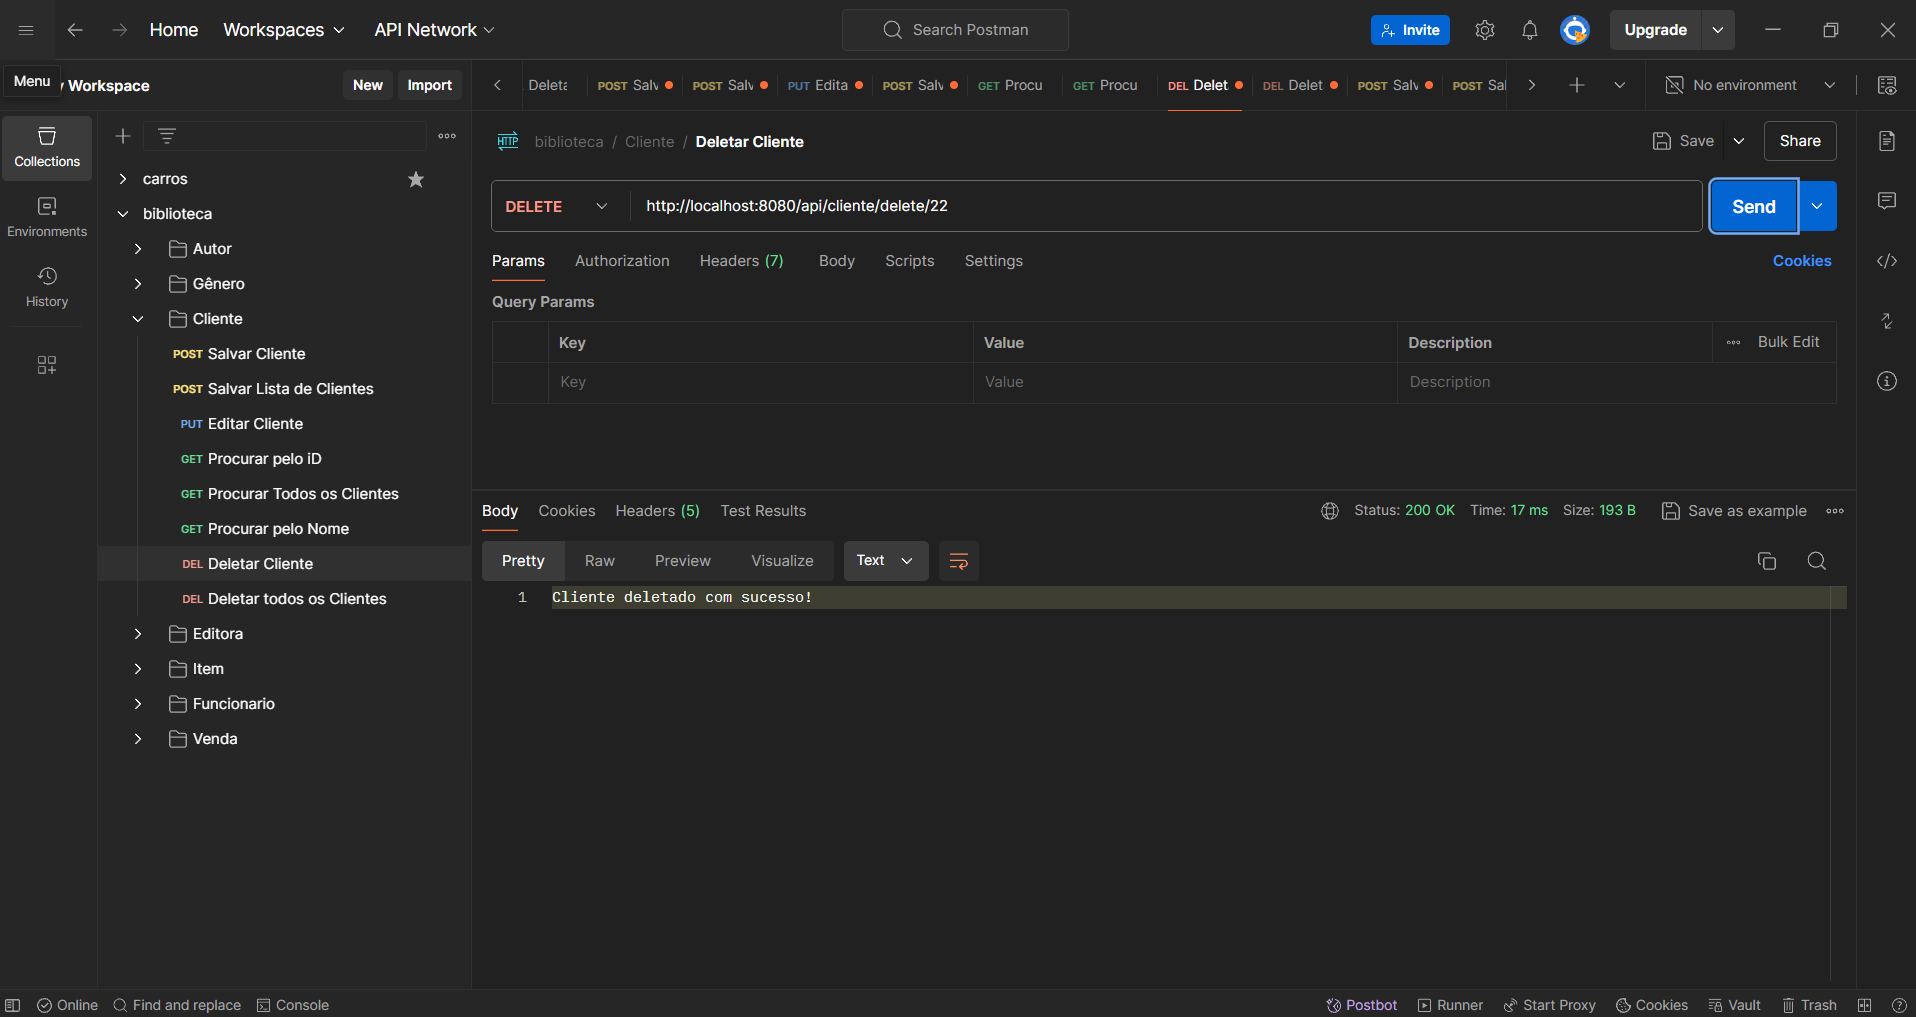 Home Workspaces API Network Search Postman Invite Upgrade
Menu Workspace New Import
Deleta POST Salv POST Salv PUT Edita POST Salv GET Procu GET Procu DEL Delet DEL Delet POST Salv POST Sal No environment
Collections
Environments
History
carros
biblioteca
Autor
Gênero
Cliente
POST Salvar Cliente
POST Salvar Lista de Clientes
PUT Editar Cliente
GET Procurar pelo iD
GET Procurar Todos os Clientes
GET Procurar pelo Nome
DEL Deletar Cliente
DEL Deletar todos os Clientes
Editora
Item
Funcionario
Venda
HTTP biblioteca / Cliente / Deletar Cliente Save Share
DELETE http://localhost:8080/api/cliente/delete/22 Send
Params Authorization Headers (7) Body Scripts Settings Cookies
Query Params
Key Value Description Bulk Edit
Key Value Description
Body Cookies Headers (5) Test Results Status: 200 OK Time: 17 ms Size: 193 B Save as example
Pretty Raw Preview Visualize Text
1 Cliente deletado com sucesso!
Online Find and replace Console Postbot Runner Start Proxy Cookies Vault Trash